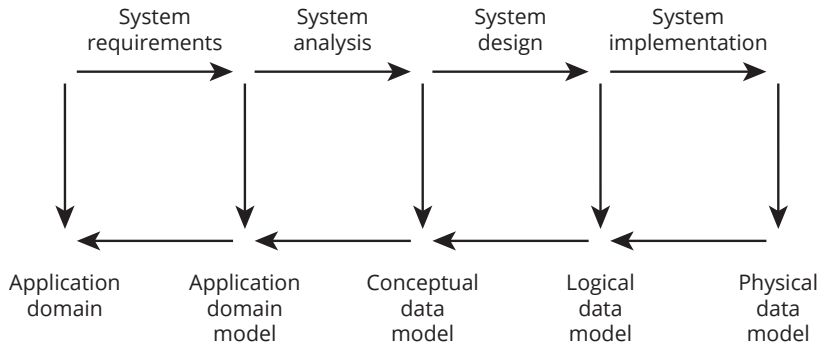 System
requirements
System
analysis
System
design
System
implementation
Application
domain
Application
domain
model
Conceptual
data
model
Logical
data
model
Physical
data
model